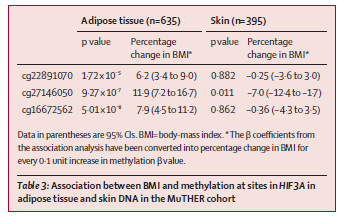 Adipose tissue (n=635) Skin (n=395)
p value Percentage change in BMI* p value Percentage change in BMI*
cg22891070 1·72×10⁻⁵ 6·2 (3·4 to 9·0) 0·882 –0·25 (–3·6 to 3·0)
cg27146050 9·27×10⁻⁷ 11·9 (7·2 to 16·7) 0·011 –7·0 (–12·4 to –1·7)
cg16672562 5·01×10⁻⁶ 7·9 (4·5 to 11·2) 0·862 –0·36 (–4·3 to 3·5)
Data in parentheses are 95% CIs. BMI=body-mass index. *The β coefficients from
the association analysis have been converted into percentage change in BMI for
every 0·1 unit increase in methylation β value.
Table 3: Association between BMI and methylation at sites in HIF3A in
adipose tissue and skin DNA in the MuTHER cohort